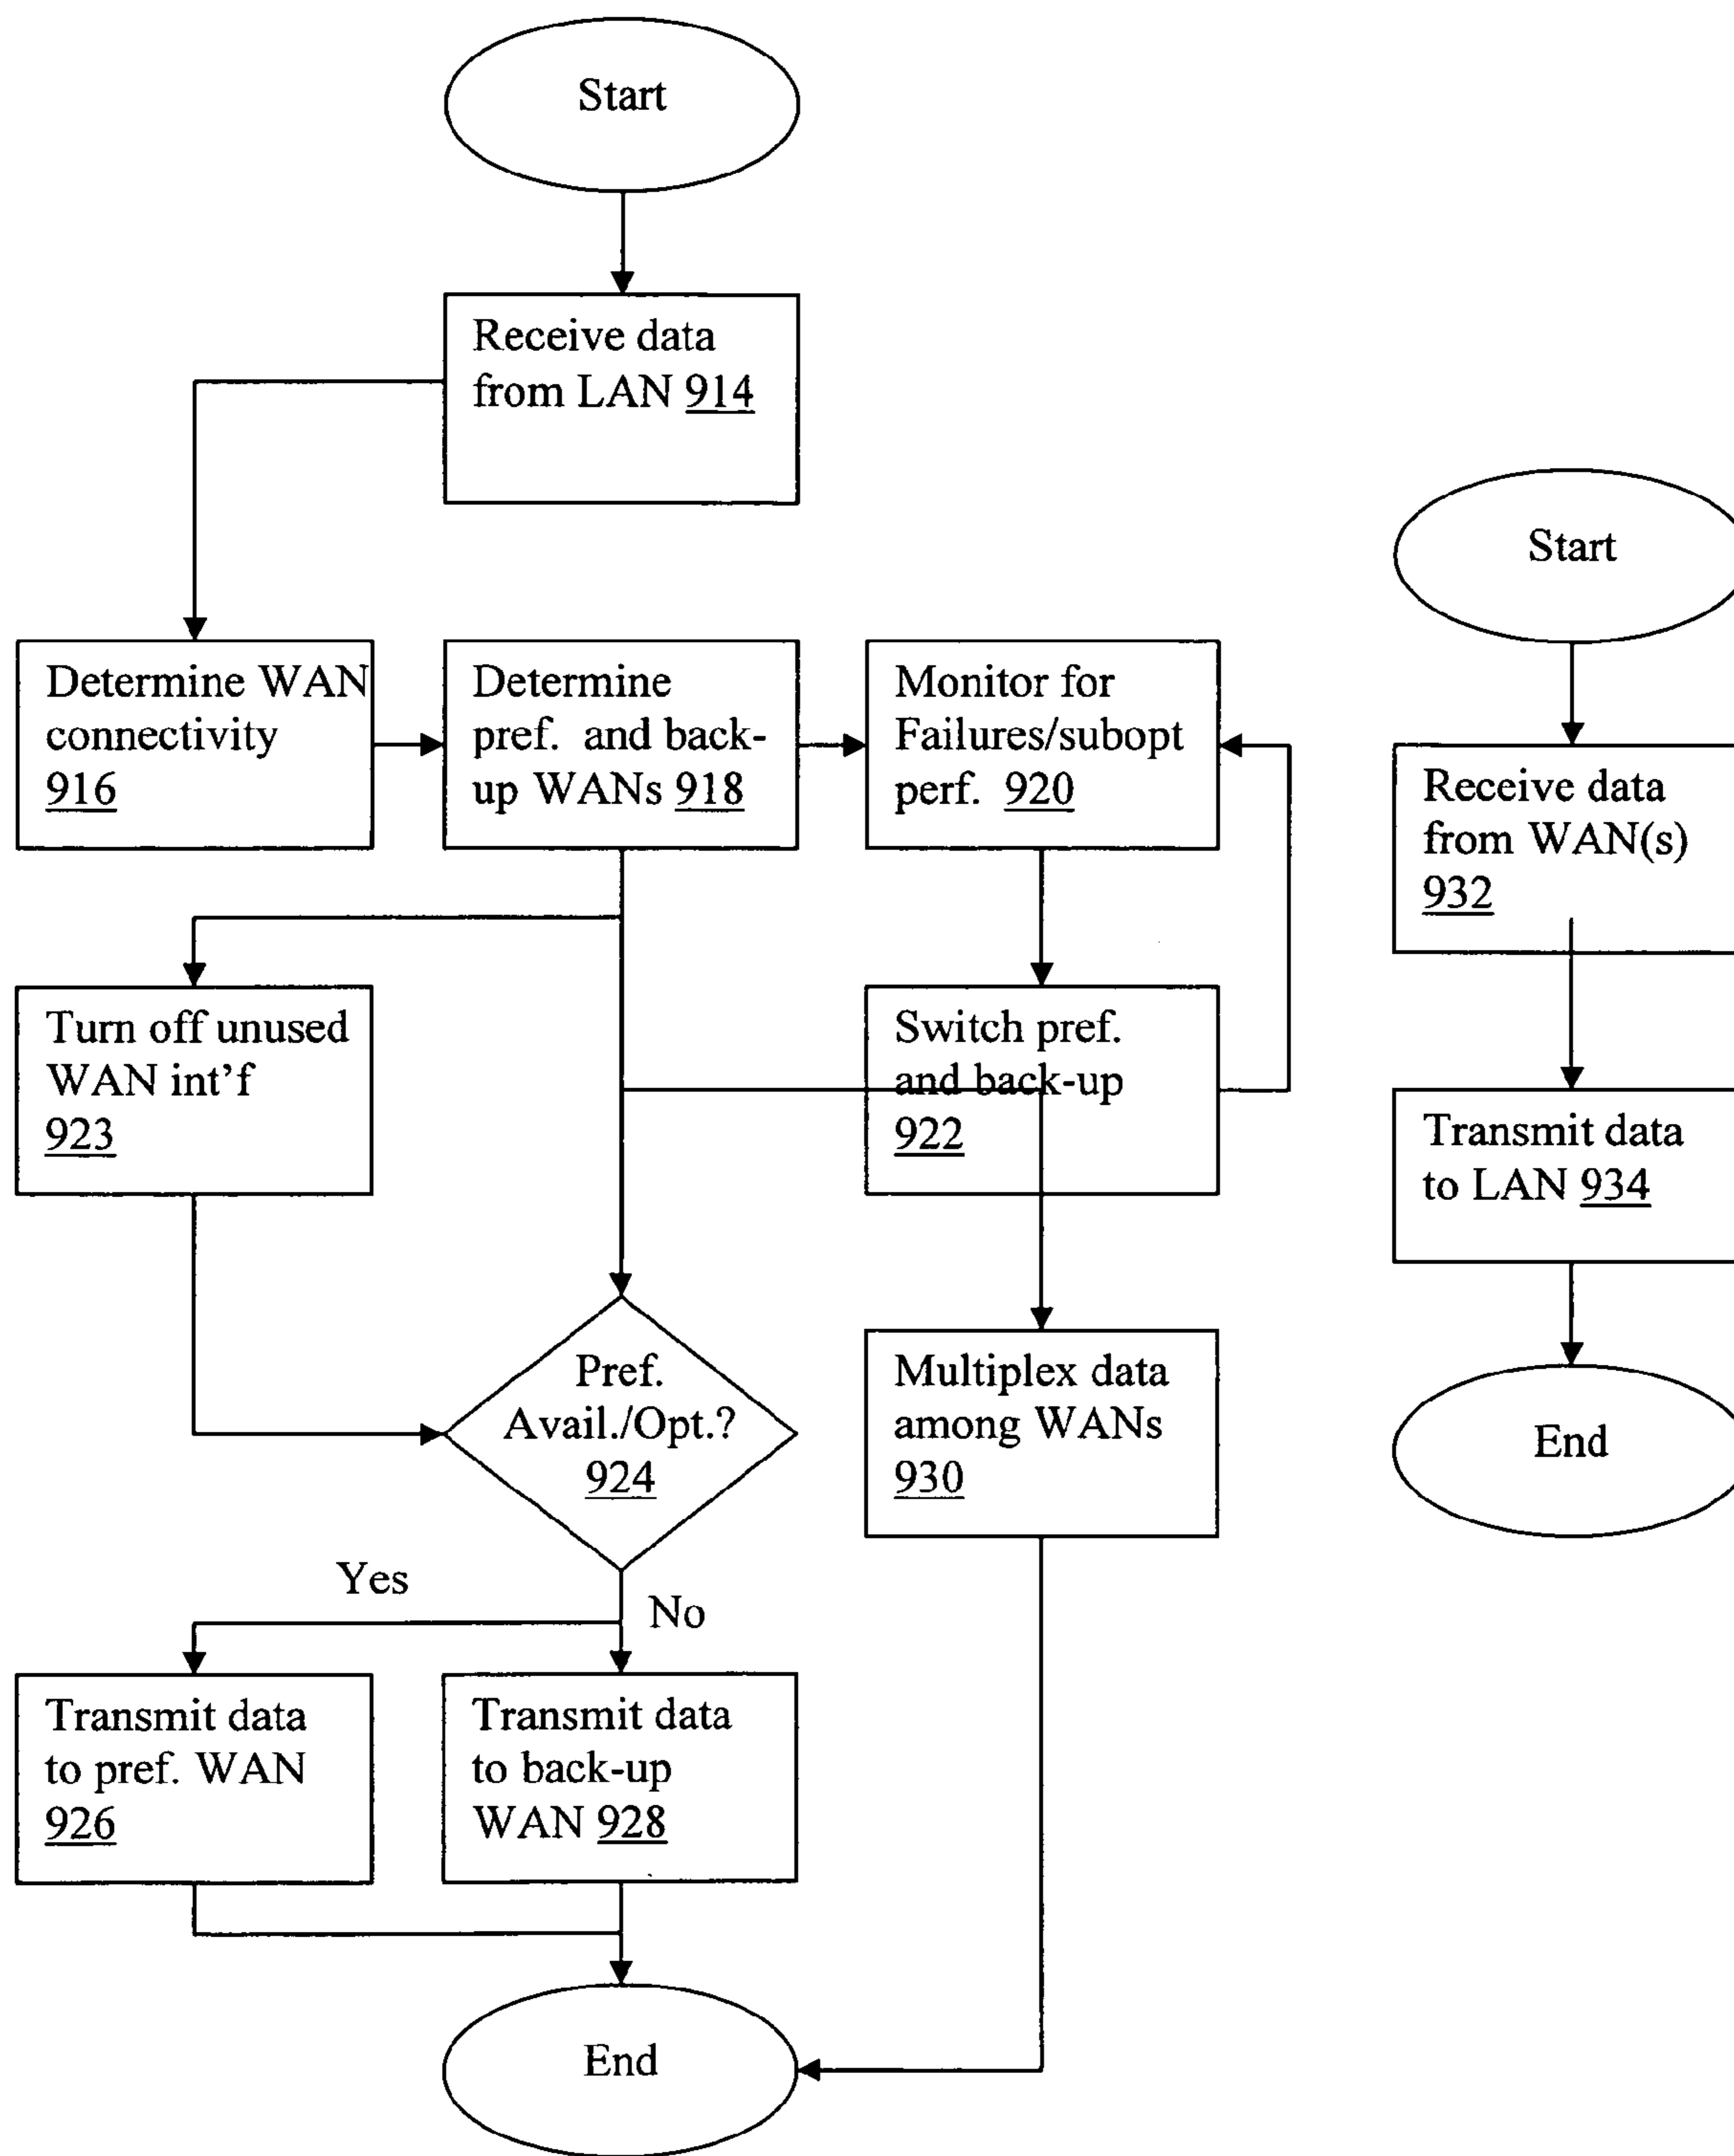 Start
Receive data
from LAN 914
Determine WAN
connectivity
916
Determine
pref. and back-
up WANs 918
Monitor for
Failures/subopt
perf. 920
Turn off unused
WAN int'f
923
Switch pref.
and back-up
922
Pref.
Avail./Opt.?
924
Multiplex data
among WANs
930
Yes
No
Transmit data
to pref. WAN
926
Transmit data
to back-up
WAN 928
End
Start
Receive data
from WAN(s)
932
Transmit data
to LAN 934
End